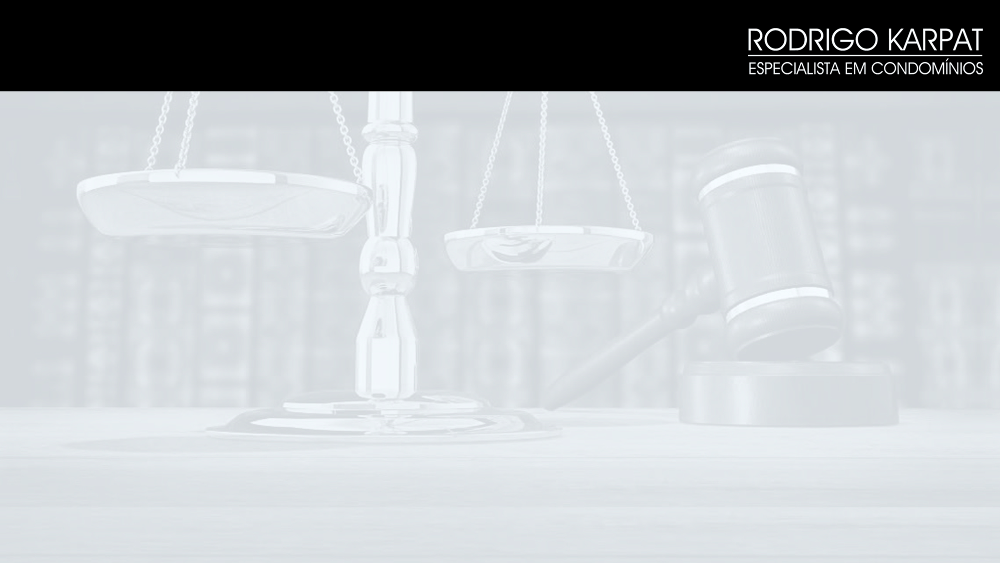 RODRIGO KARPAT
ESPECIALISTA EM CONDOMÍNIOS